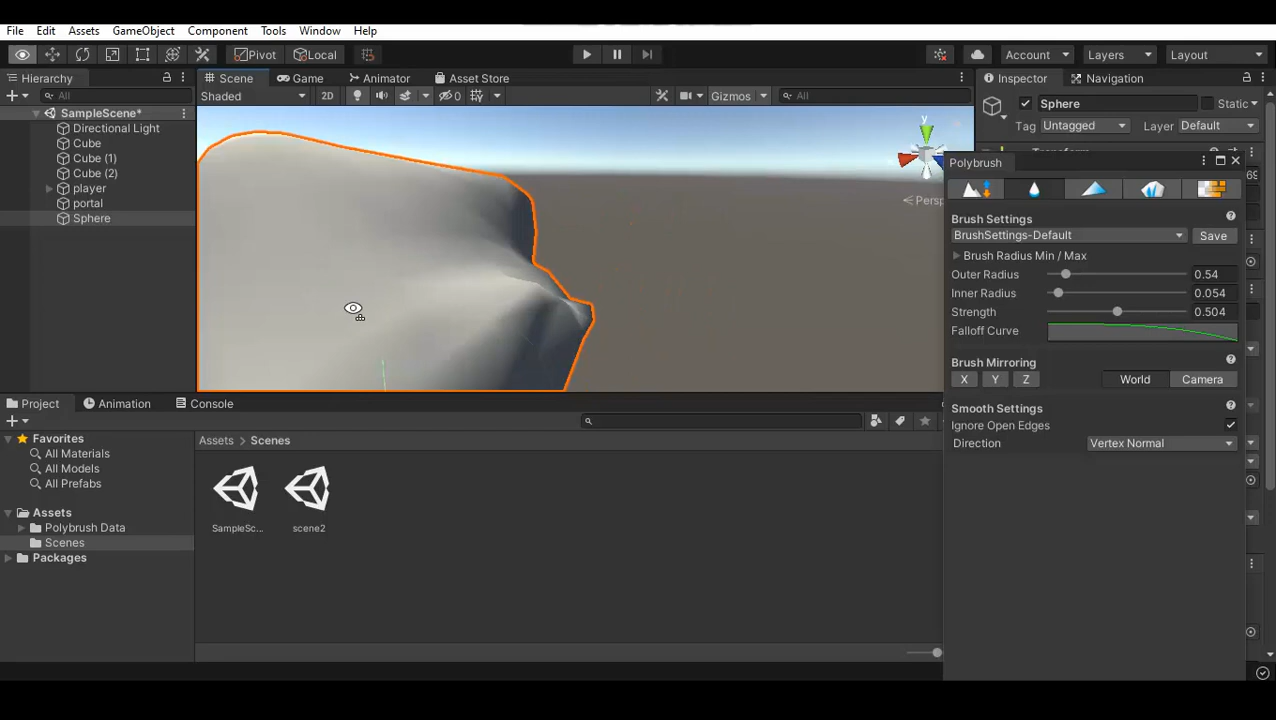 File Edit Assets GameObject Component Tools Window Help
Pivot Local Account Layers Layout
Hierarchy Scene Game Animator Asset Store Inspector Navigation
All Shaded 2D 0 Gizmos All Sphere Static
SampleScene* Tag Untagged Layer Default
Directional Light
Cube
Cube (1)
Cube (2)
player
portal
Sphere
y
Persp
Polybrush
Brush Settings
BrushSettings-Default Save
Brush Radius Min / Max
Outer Radius 0.54
Inner Radius 0.054
Strength 0.504
Falloff Curve
Brush Mirroring
X Y Z World Camera
Smooth Settings
Ignore Open Edges
Direction Vertex Normal
Project Animation Console
Favorites
All Materials
All Models
All Prefabs
Assets
Polybrush Data
Scenes
Packages
Assets > Scenes
SampleSc... scene2